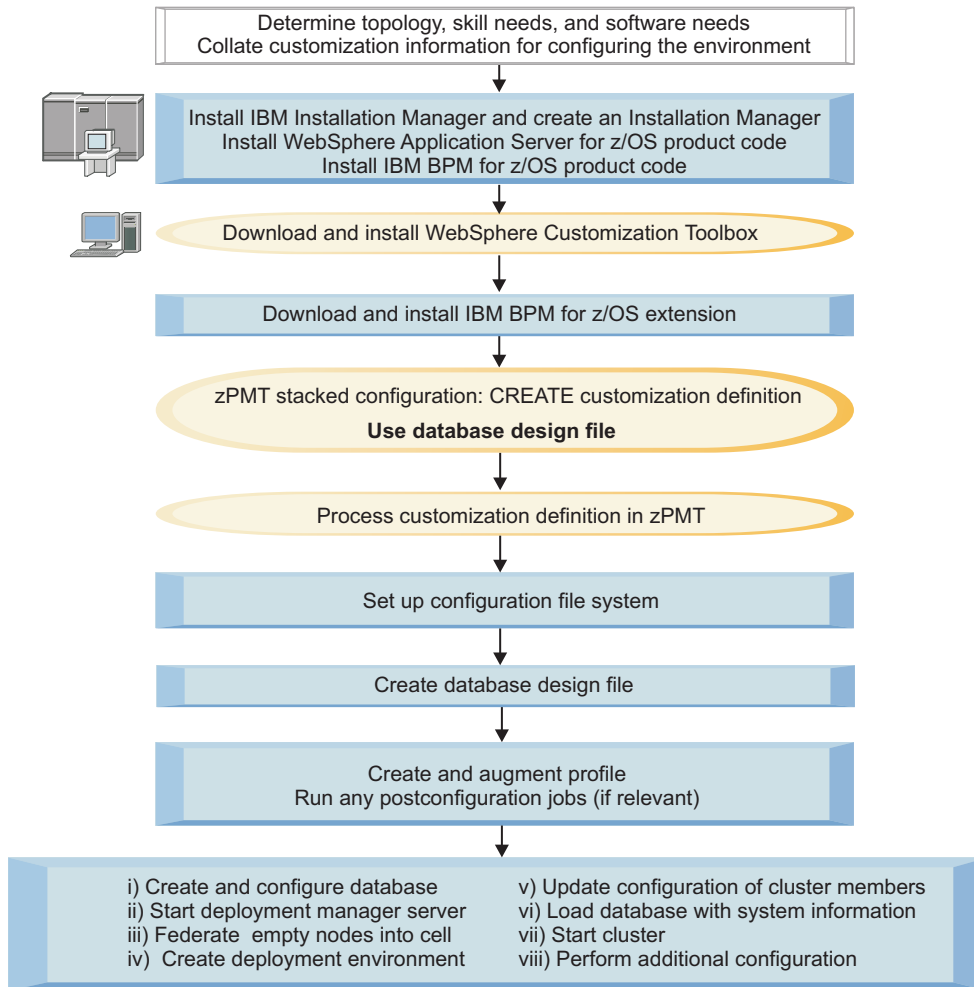 Determine topology, skill needs, and software needs
Collate customization information for configuring the environment
Install IBM Installation Manager and create an Installation Manager
Install WebSphere Application Server for z/OS product code
Install IBM BPM for z/OS product code
Download and install WebSphere Customization Toolbox
Download and install IBM BPM for z/OS extension
zPMT stacked configuration: CREATE customization definition
Use database design file
Process customization definition in zPMT
Set up configuration file system
Create database design file
Create and augment profile
Run any postconfiguration jobs (if relevant)
i) Create and configure database
ii) Start deployment manager server
iii) Federate empty nodes into cell
iv) Create deployment environment
v) Update configuration of cluster members
vi) Load database with system information
vii) Start cluster
viii) Perform additional configuration